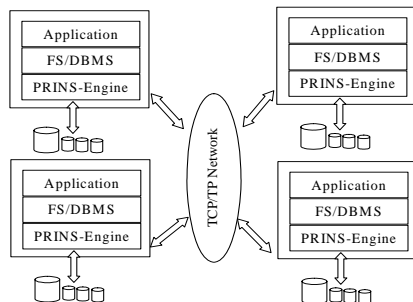 Application
FS/DBMS
PRINS-Engine
Application
FS/DBMS
PRINS-Engine
TCP/TP Network
Application
FS/DBMS
PRINS-Engine
Application
FS/DBMS
PRINS-Engine